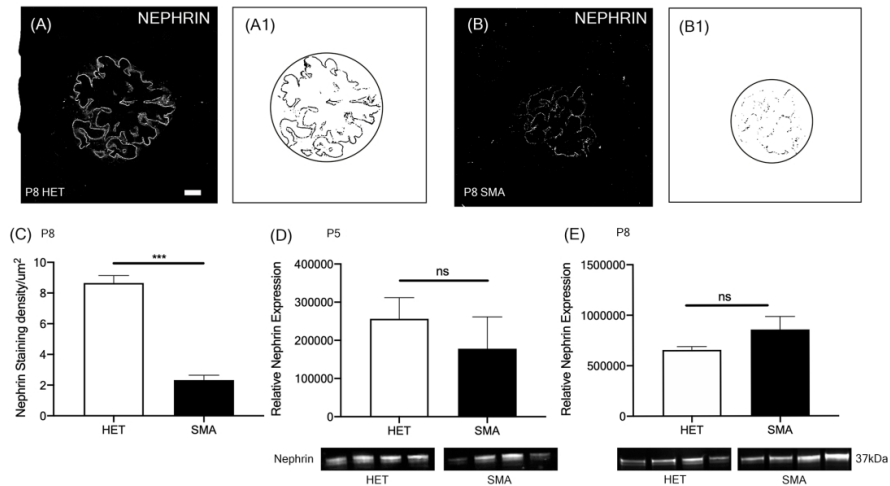 (A) NEPHRIN (A1) (B) NEPHRIN (B1)
P8 HET P8 SMA
(C) P8
Nephrin Staining density/um²
10
8
6
4
2
0
***
HET SMA
(D) P5
Relative Nephrin Expression
400000
300000
200000
100000
0
ns
HET SMA
Nephrin
HET SMA
(E) P8
Relative Nephrin Expression
1500000
1000000
500000
0
ns
HET SMA
37kDa
HET SMA